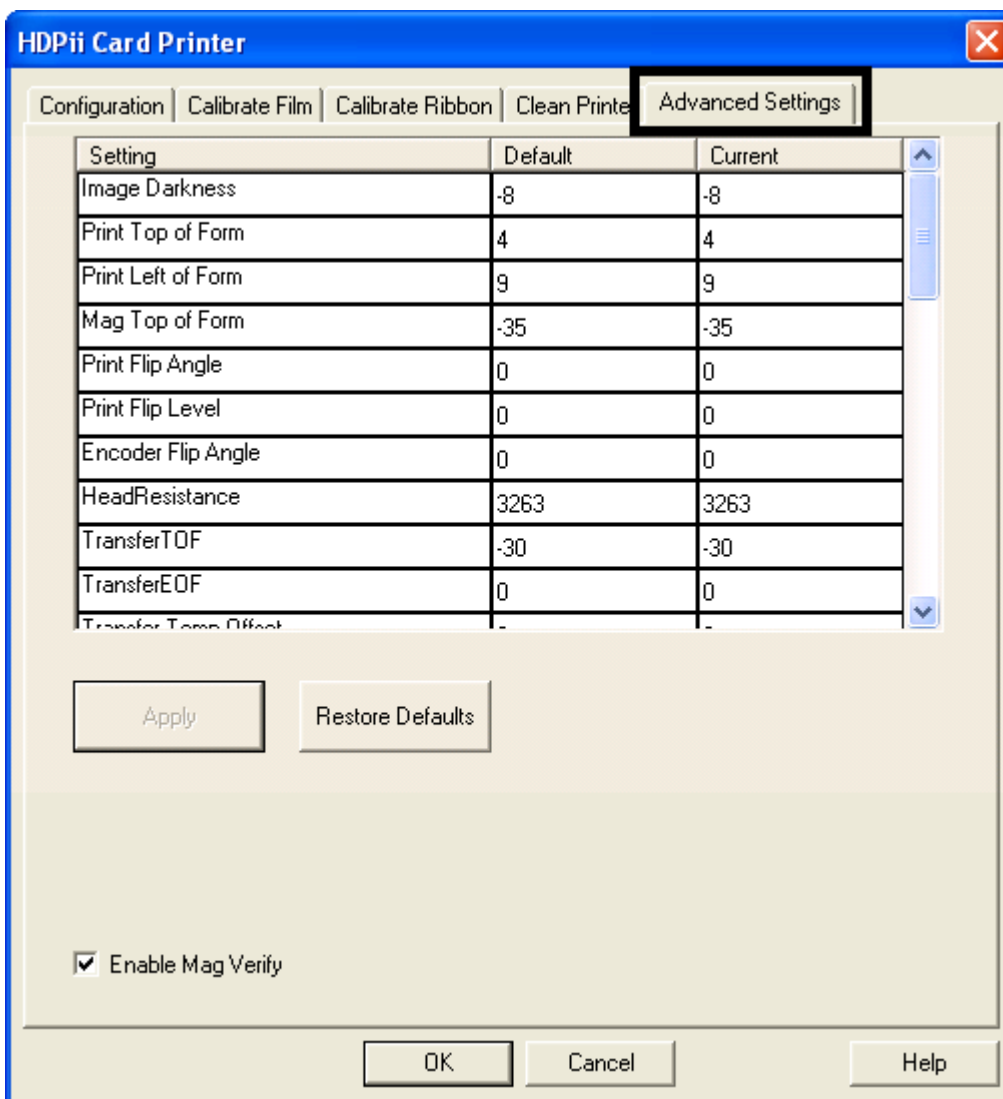 HDPii Card Printer
Configuration Calibrate Film Calibrate Ribbon Clean Printe Advanced Settings
Setting Default Current
Image Darkness -8 -8
Print Top of Form 4 4
Print Left of Form 9 9
Mag Top of Form -35 -35
Print Flip Angle 0 0
Print Flip Level 0 0
Encoder Flip Angle 0 0
HeadResistance 3263 3263
TransferTOF -30 -30
TransferEOF 0 0
Transfer Temp Offset
Apply Restore Defaults
Enable Mag Verify
OK Cancel Help